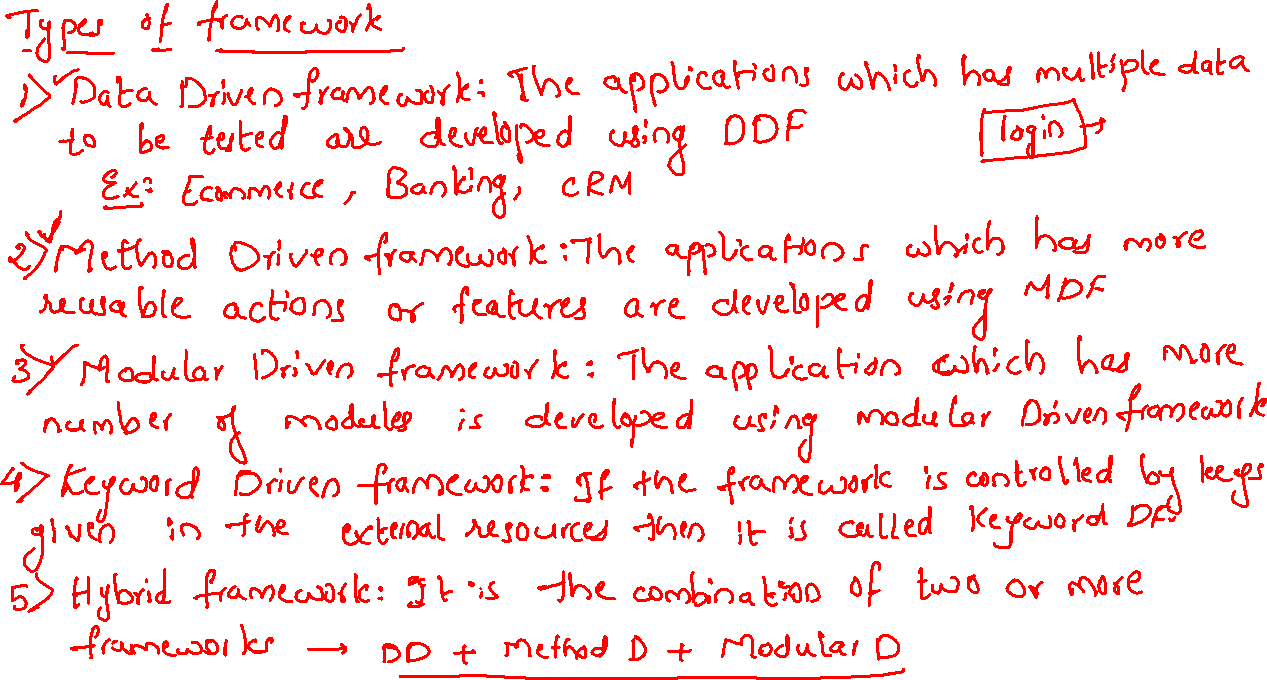 Types of framework
1) Data Driven framework: The applications which has multiple data
to be tested are developed using DDF
login
Ex: Ecommerce, Banking, CRM
2) Method Driven framework: The applications which has more
reusable actions or features are developed using MDF
3) Modular Driven framework: The application which has more
number of modules is developed using modular Driven framework
4) Keyword Driven framework: If the framework is controlled by keys
given in the external resources then it is called Keyword DF.
5) Hybrid framework: It is the combination of two or more
frameworks → DD + Method D + Modular D